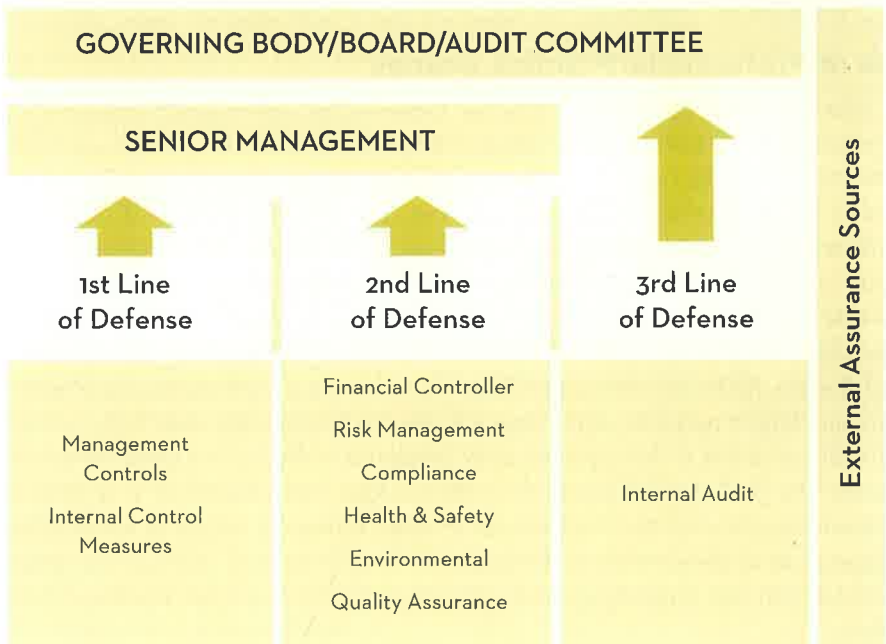 GOVERNING BODY/BOARD/AUDIT COMMITTEE
SENIOR MANAGEMENT
1st Line
of Defense
Management
Controls
Internal Control
Measures
2nd Line
of Defense
Financial Controller
Risk Management
Compliance
Health & Safety
Environmental
Quality Assurance
3rd Line
of Defense
Internal Audit
External Assurance Sources